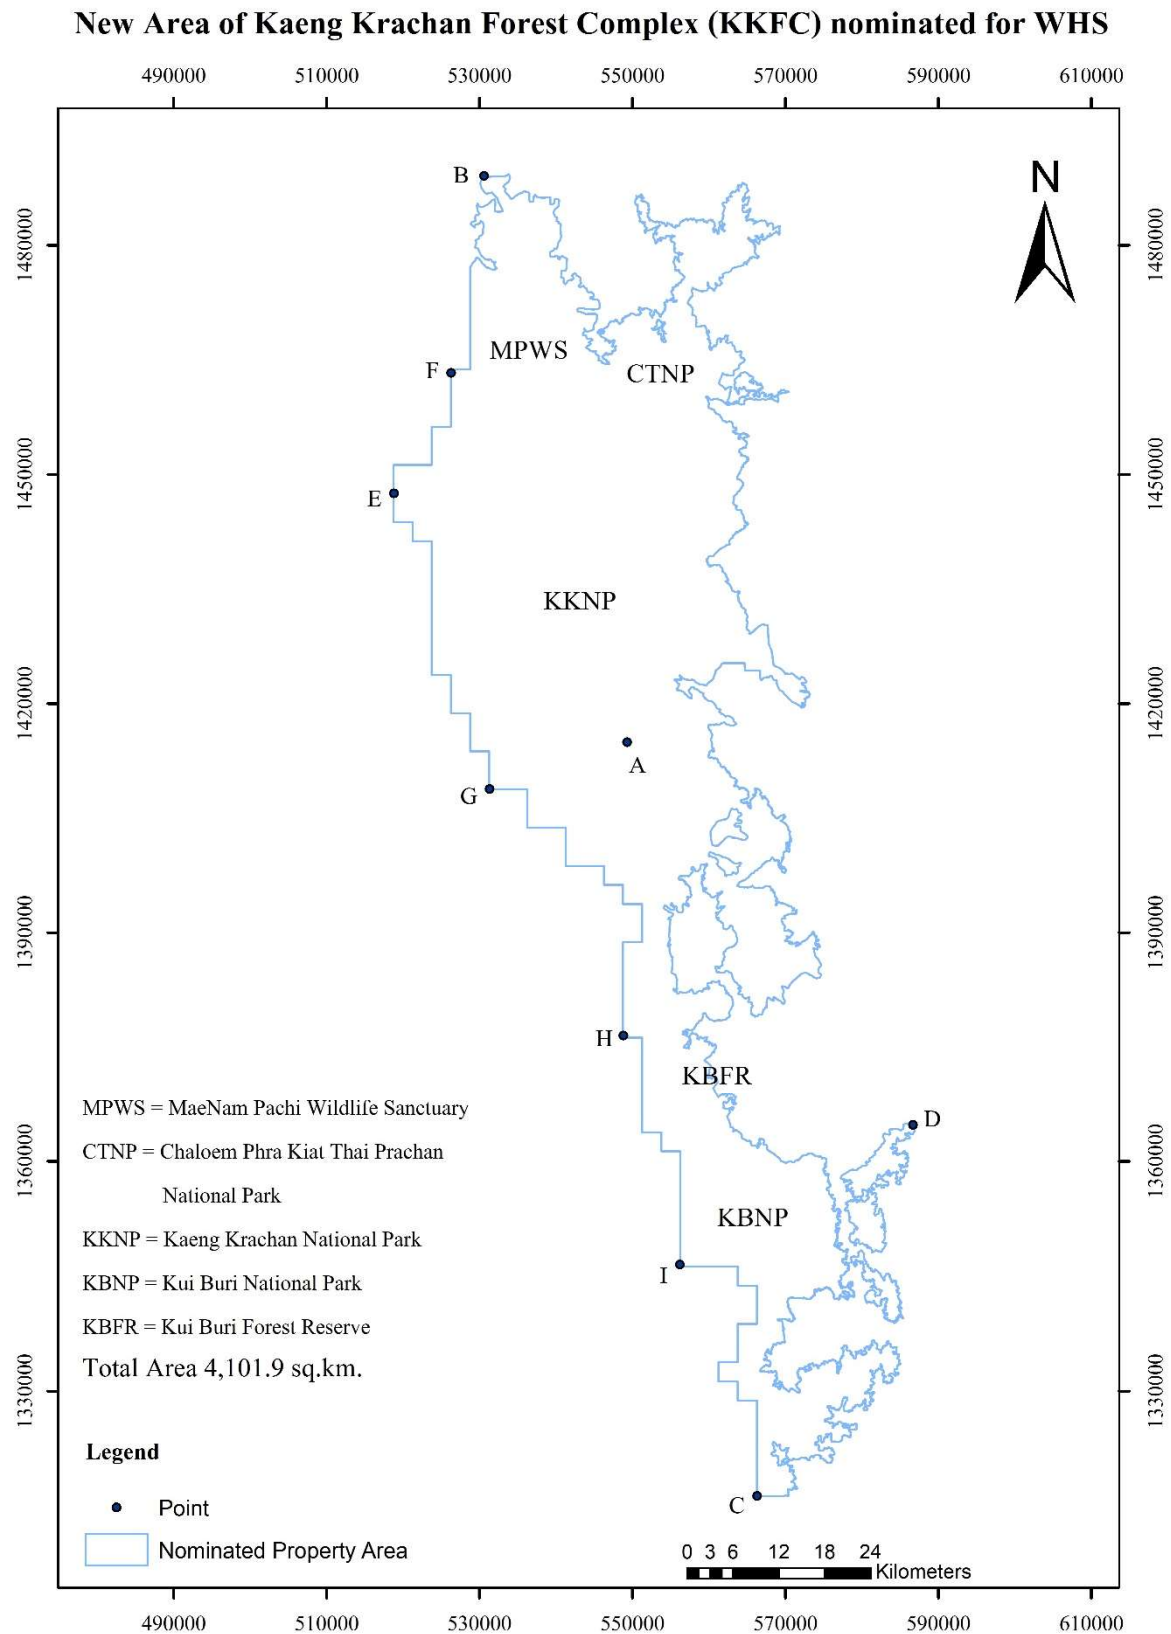 New Area of Kaeng Krachan Forest Complex (KKFC) nominated for WHS
490000 510000 530000 550000 570000 590000 610000
B
N
1480000 1480000
MPWS
F
CTNP
1450000 1450000
E
KKNP
1420000 1420000
A
G
1390000 1390000
H
KBFR
MPWS = MaeNam Pachi Wildlife Sanctuary
D
CTNP = Chaloem Phra Kiat Thai Prachan
National Park
1360000 1360000
KBNP
KKNP = Kaeng Krachan National Park
I
KBNP = Kui Buri National Park
KBFR = Kui Buri Forest Reserve
Total Area 4,101.9 sq.km.
1330000 1330000
Legend
C
Point
Nominated Property Area
0 3 6 12 18 24
Kilometers
490000 510000 530000 550000 570000 590000 610000